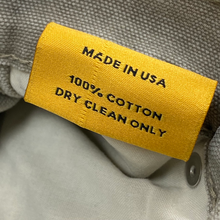 MADE IN USA
100% COTTON
DRY CLEAN ONLY